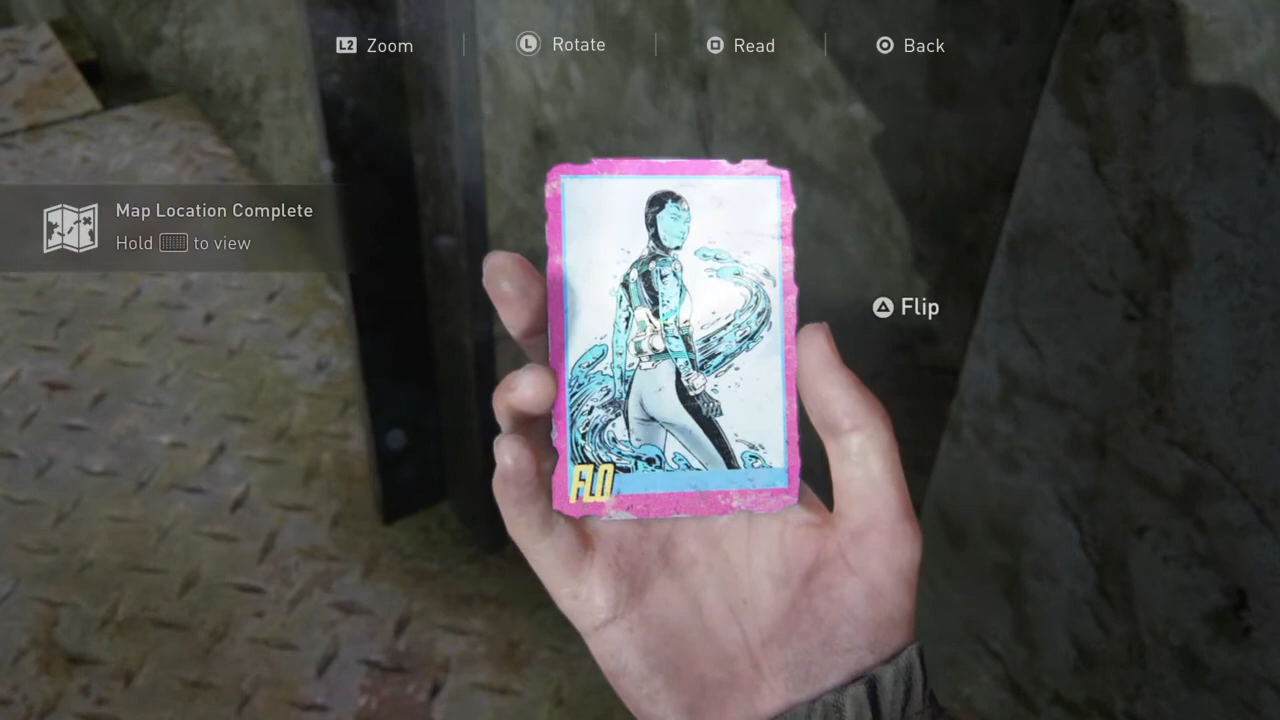 L2 Zoom
L Rotate
Read
Back
Map Location Complete
Hold to view
Flip
FLO